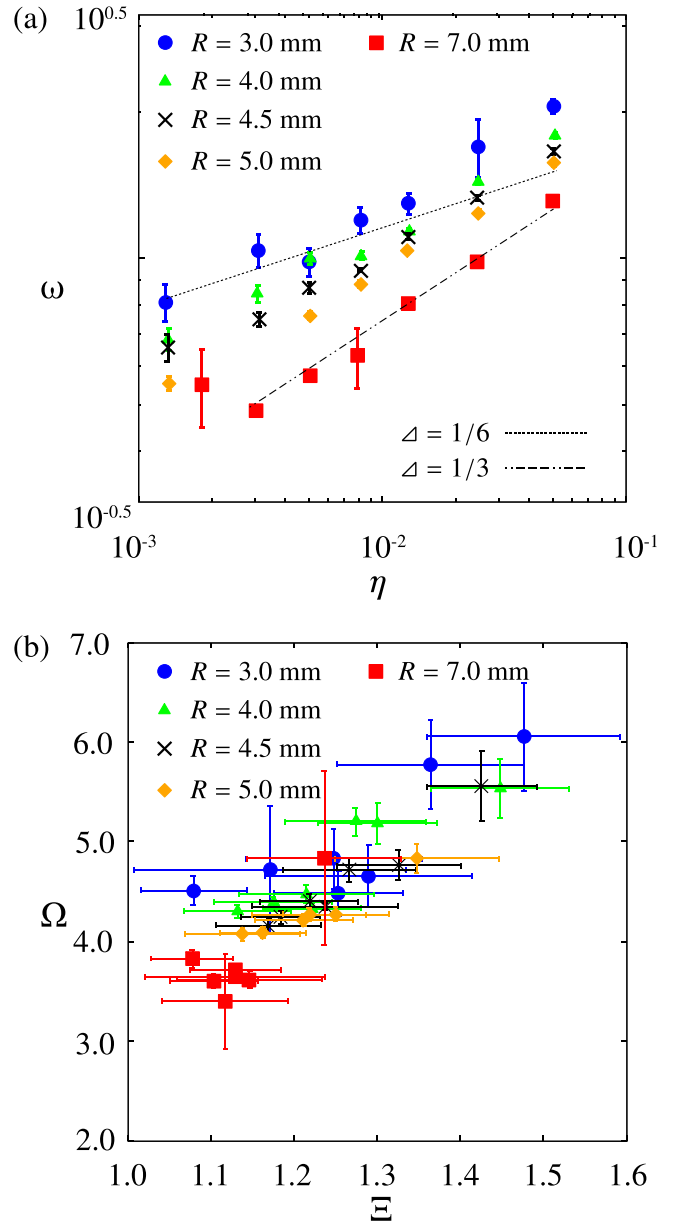 (a)
10^0.5
R = 3.0 mm R = 7.0 mm
R = 4.0 mm
R = 4.5 mm
R = 5.0 mm
ω
⊿ = 1/6
⊿ = 1/3
10^-0.5
10^-3 10^-2 10^-1
η
(b)
7.0
R = 3.0 mm R = 7.0 mm
R = 4.0 mm
6.0
R = 4.5 mm
R = 5.0 mm
5.0
Ω
4.0
3.0
2.0
1.0 1.1 1.2 1.3 1.4 1.5 1.6
Ξ